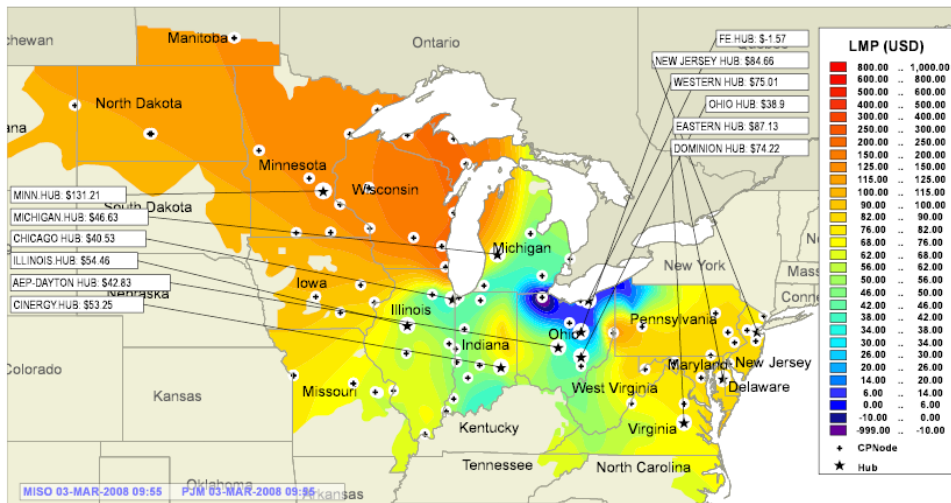 chewan
Manitoba
Ontario
Quebec
FE HUB: $-1.57
NEW JERSEY HUB: $84.66
WESTERN HUB: $75.01
OHIO HUB: $38.9
EASTERN HUB: $87.13
DOMINION HUB: $74.22
North Dakota
ana
Minnesota
Wisconsin
MINN.HUB: $131.21
South Dakota
MICHIGAN.HUB: $46.63
CHICAGO HUB: $40.53
ILLINOIS.HUB: $54.46
AEP-DAYTON HUB: $42.83
CINERGY.HUB: $53.25
Michigan
New York
Mass
Conne
Iowa
Nebraska
Illinois
Indiana
Ohio
Pennsylvania
New Jersey
Maryland
Delaware
Colorado
Kansas
Missouri
West Virginia
Kentucky
Virginia
Tennessee
North Carolina
Oklahoma
Arkansas
MISO 03-MAR-2008 09:55 PJM 03-MAR-2008 09:55
LMP (USD)
800.00 .. 1,000.00
600.00 .. 800.00
500.00 .. 600.00
400.00 .. 500.00
300.00 .. 400.00
250.00 .. 300.00
200.00 .. 250.00
150.00 .. 200.00
125.00 .. 150.00
115.00 .. 125.00
100.00 .. 115.00
90.00 .. 100.00
82.00 .. 90.00
76.00 .. 82.00
68.00 .. 76.00
62.00 .. 68.00
56.00 .. 62.00
50.00 .. 56.00
46.00 .. 50.00
42.00 .. 46.00
38.00 .. 42.00
34.00 .. 38.00
30.00 .. 34.00
26.00 .. 30.00
20.00 .. 26.00
14.00 .. 20.00
6.00 .. 14.00
0.00 .. 6.00
-10.00 .. 0.00
-999.00 .. -10.00
CPNode
Hub